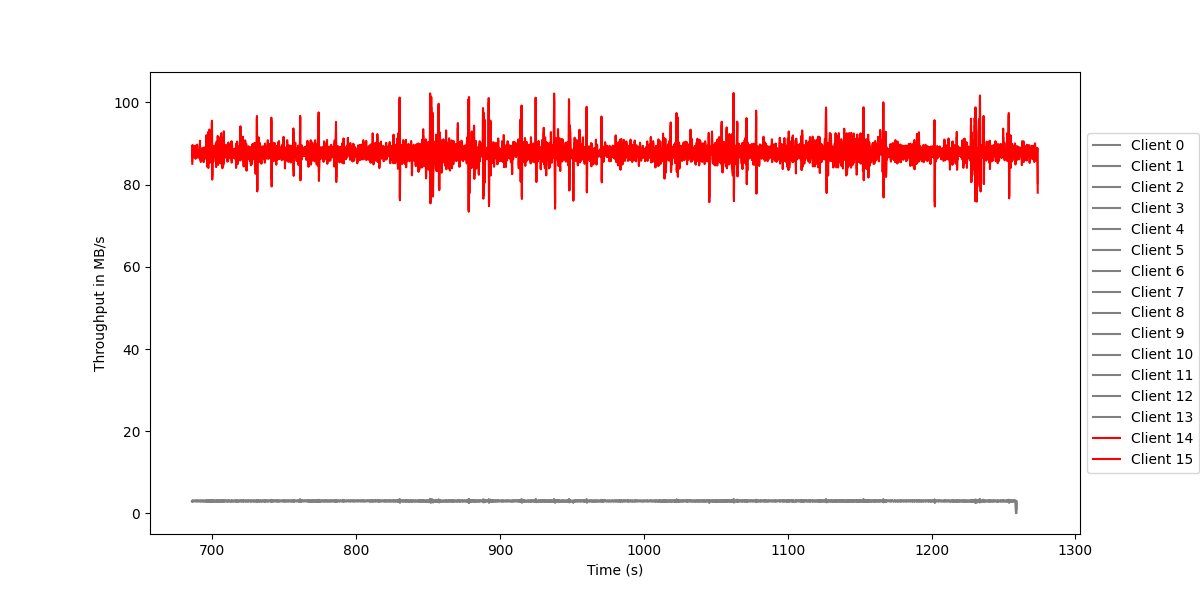 100
80
60
40
20
0
Throughput in MB/s
700 800 900 1000 1100 1200 1300
Time (s)
Client 0
Client 1
Client 2
Client 3
Client 4
Client 5
Client 6
Client 7
Client 8
Client 9
Client 10
Client 11
Client 12
Client 13
Client 14
Client 15